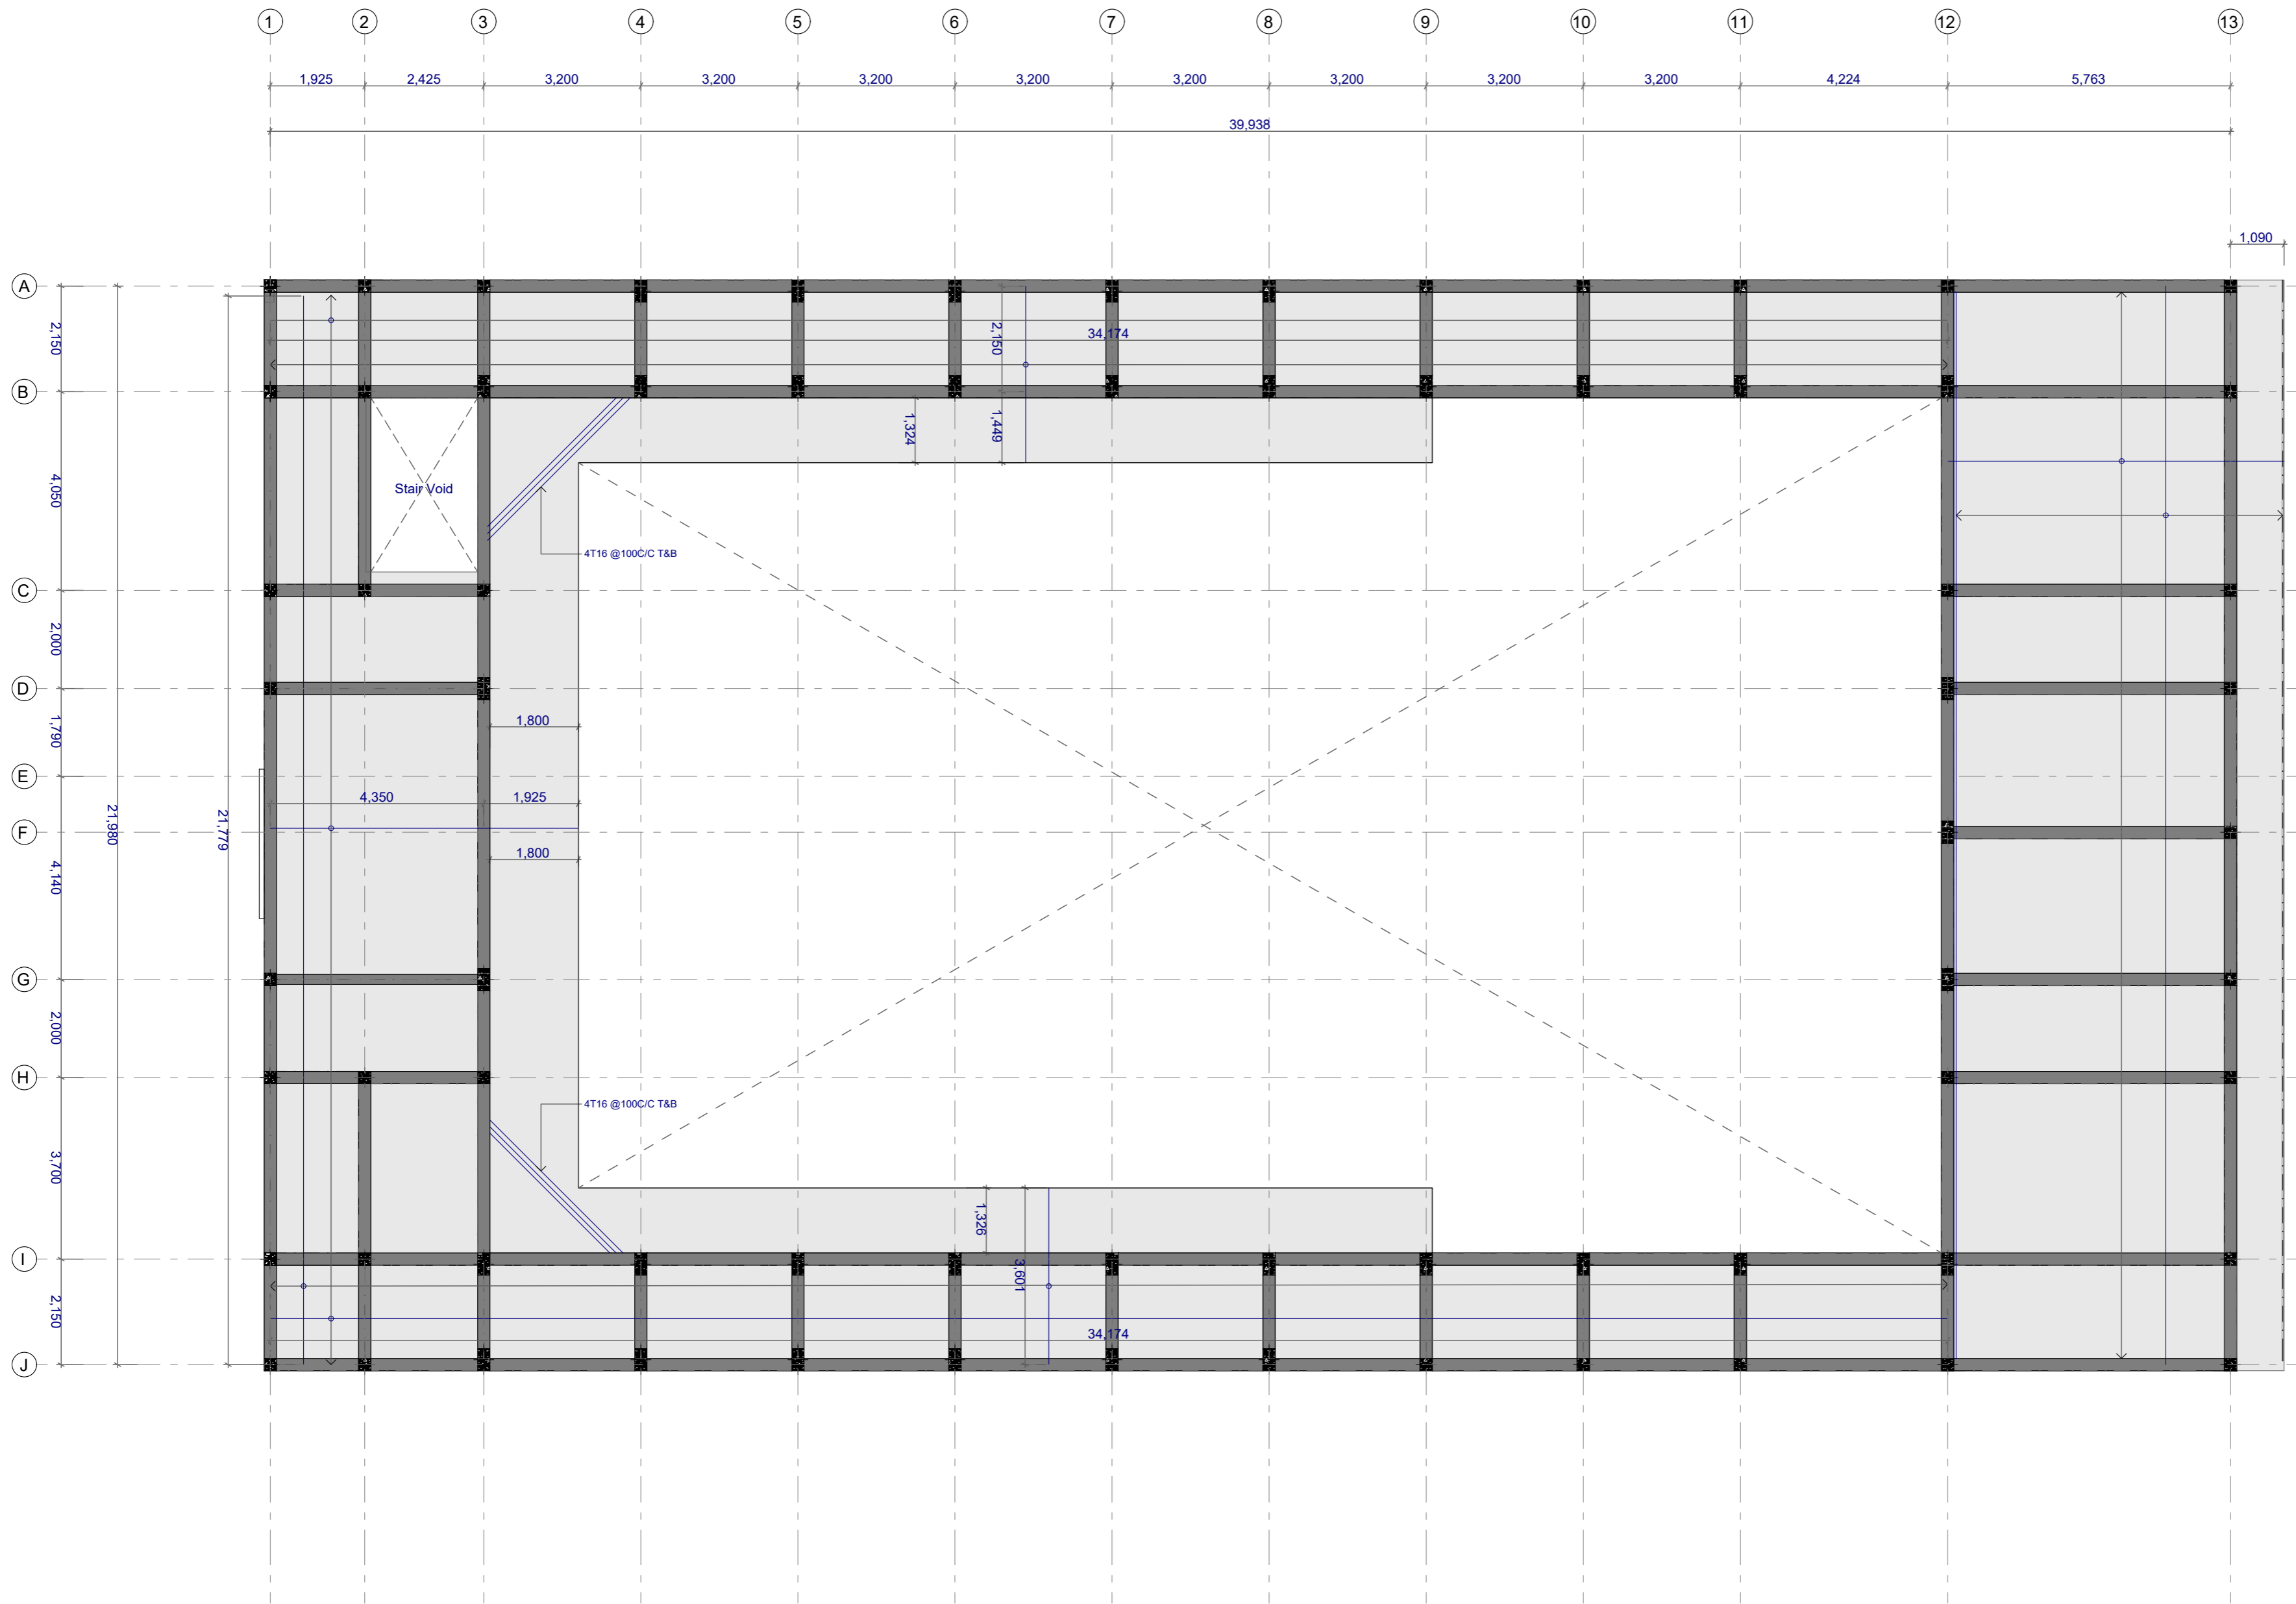 1 2 3 4 5 6 7 8 9 10 11 12 13
1,925 2,425 3,200 3,200 3,200 3,200 3,200 3,200 3,200 3,200 4,224 5,763
39,938
1,090
A
2,150
2,150
34,174
B
1,324
1,449
4,050
Stair Void
4T16 @100C/C T&B
C
2,000
D
1,800
1,790
E
4,350 1,925
21,980
21,779
F
1,800
4,140
G
2,000
H
4T16 @100C/C T&B
3,700
1,326
I
3,601
2,150
34,174
J